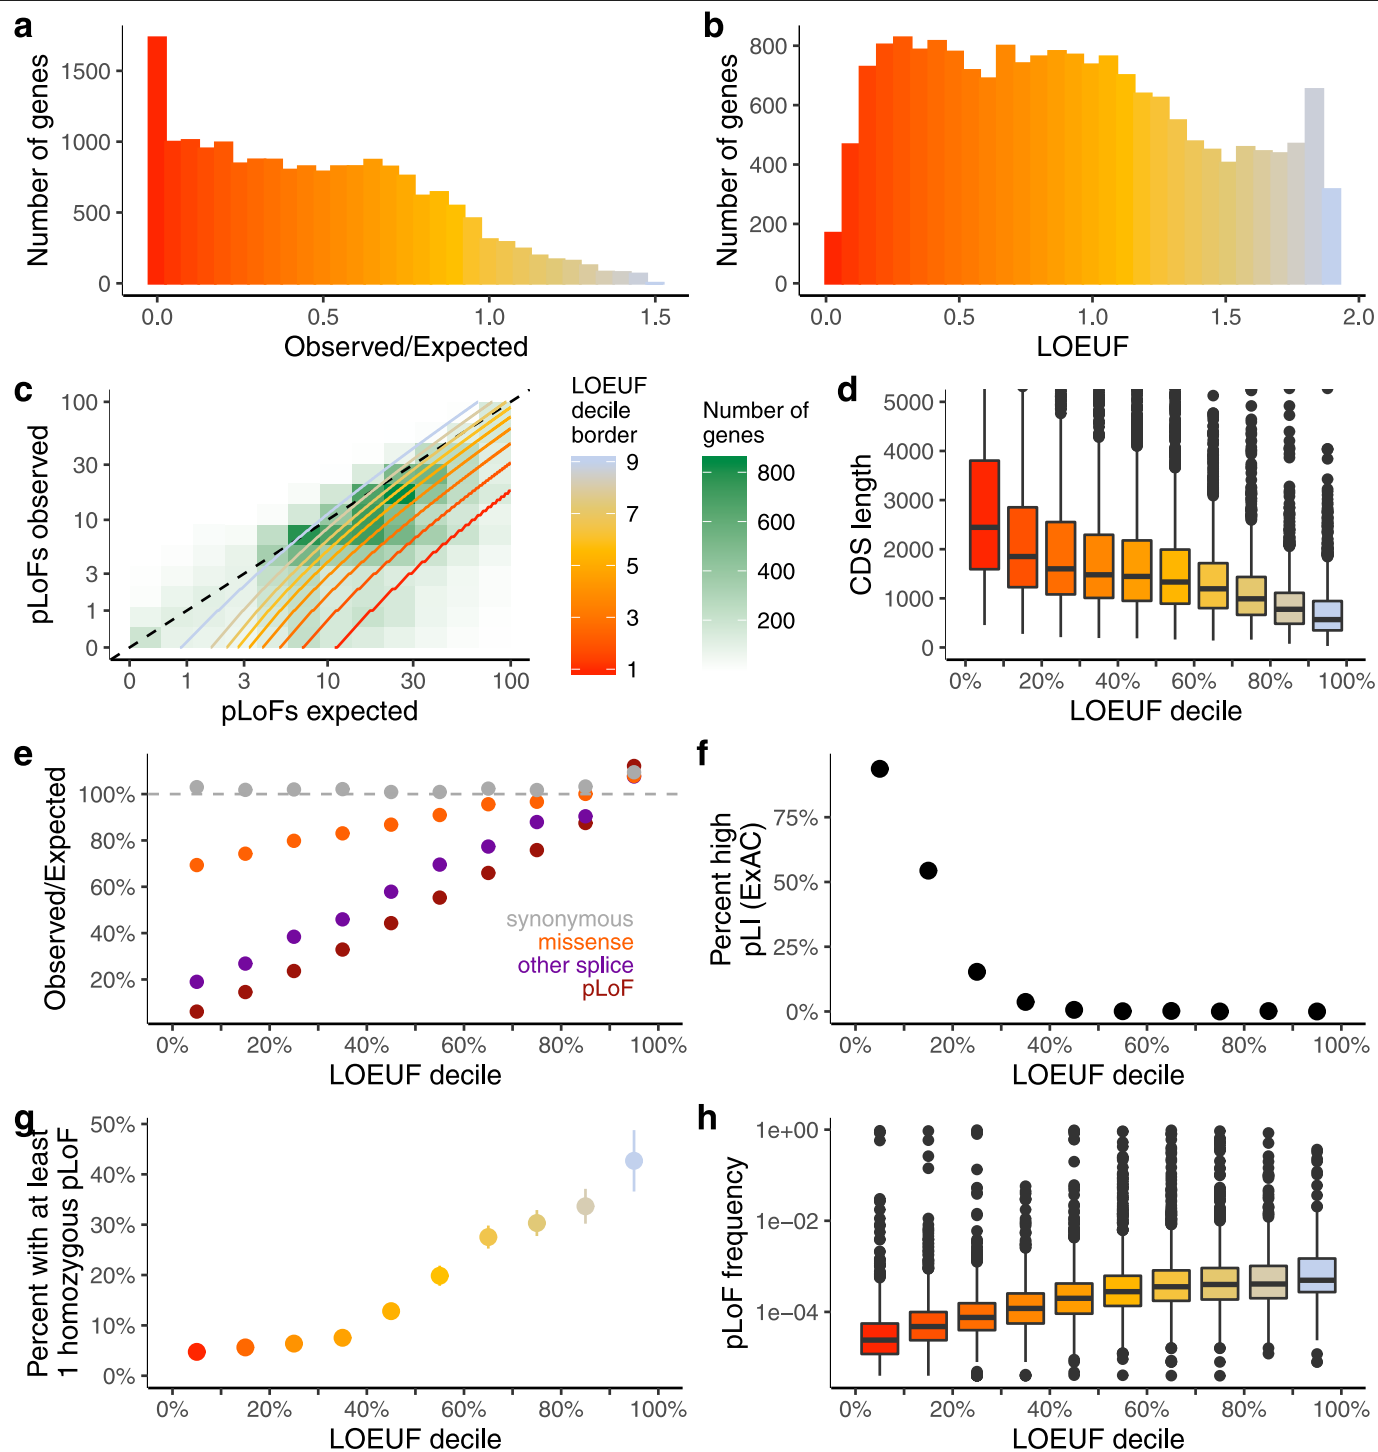 a
Number of genes
1500
1000
500
0
0.0
0.5
1.0
1.5
Observed/Expected
b
Number of genes
800
600
400
200
0
0.0
0.5
1.0
1.5
2.0
LOEUF
c
pLoFs observed
100
30
10
3
1
0
0
1
3
10
30
100
pLoFs expected
LOEUF
decile
border
9
7
5
3
1
Number of
genes
800
600
400
200
d
CDS length
5000
4000
3000
2000
1000
0
0%
20%
40%
60%
80%
100%
LOEUF decile
e
Observed/Expected
100%
80%
60%
40%
20%
synonymous
missense
other splice
pLoF
0%
20%
40%
60%
80%
100%
LOEUF decile
f
Percent high
pLI (ExAC)
75%
50%
25%
0%
0%
20%
40%
60%
80%
100%
LOEUF decile
g
Percent with at least
1 homozygous pLoF
50%
40%
30%
20%
10%
0%
0%
20%
40%
60%
80%
100%
LOEUF decile
h
pLoF frequency
1e+00
1e−02
1e−04
0%
20%
40%
60%
80%
100%
LOEUF decile